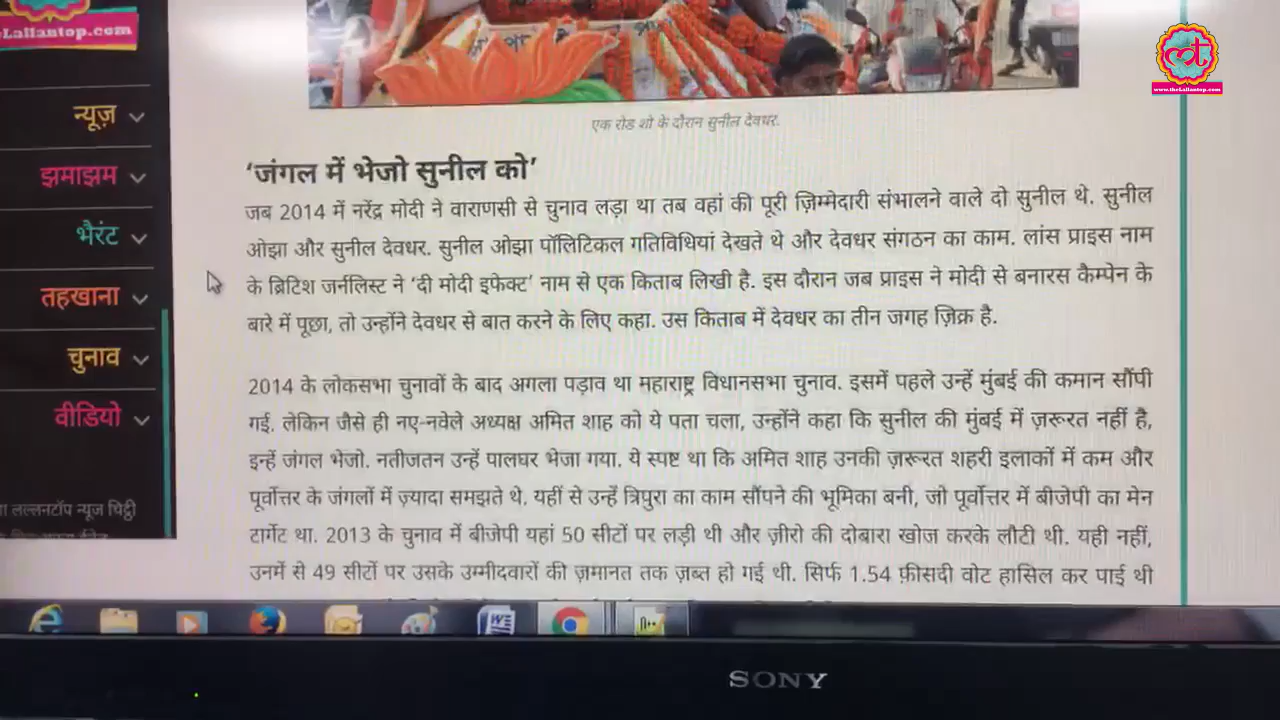 eLallantop.com
www.theLallantop.com
न्यूज़
झमाझम
भैरंट
तहखाना
चुनाव
वीडियो
लल्लनटॉप न्यूज चिट्ठी
एक रोड शो के दौरान सुनील देवधर.
‘जंगल में भेजो सुनील को’
जब 2014 में नरेंद्र मोदी ने वाराणसी से चुनाव लड़ा था तब वहां की पूरी ज़िम्मेदारी संभालने वाले दो सुनील थे. सुनील
ओझा और सुनील देवधर. सुनील ओझा पॉलिटिकल गतिविधियां देखते थे और देवधर संगठन का काम. लांस प्राइस नाम
के ब्रिटिश जर्नलिस्ट ने ‘दी मोदी इफेक्ट’ नाम से एक किताब लिखी है. इस दौरान जब प्राइस ने मोदी से बनारस कैम्पेन के
बारे में पूछा, तो उन्होंने देवधर से बात करने के लिए कहा. उस किताब में देवधर का तीन जगह ज़िक्र है.
2014 के लोकसभा चुनावों के बाद अगला पड़ाव था महाराष्ट्र विधानसभा चुनाव. इसमें पहले उन्हें मुंबई की कमान सौंपी
गई. लेकिन जैसे ही नए-नवेले अध्यक्ष अमित शाह को ये पता चला, उन्होंने कहा कि सुनील की मुंबई में ज़रूरत नहीं है,
इन्हें जंगल भेजो. नतीजतन उन्हें पालघर भेजा गया. ये स्पष्ट था कि अमित शाह उनकी ज़रूरत शहरी इलाकों में कम और
पूर्वोत्तर के जंगलों में ज़्यादा समझते थे. यहीं से उन्हें त्रिपुरा का काम सौंपने की भूमिका बनी, जो पूर्वोत्तर में बीजेपी का मेन
टार्गेट था. 2013 के चुनाव में बीजेपी यहां 50 सीटों पर लड़ी थी और ज़ीरो की दोबारा खोज करके लौटी थी. यही नहीं,
उनमें से 49 सीटों पर उसके उम्मीदवारों की ज़मानत तक ज़ब्त हो गई थी. सिर्फ 1.54 फ़ीसदी वोट हासिल कर पाई थी
SONY